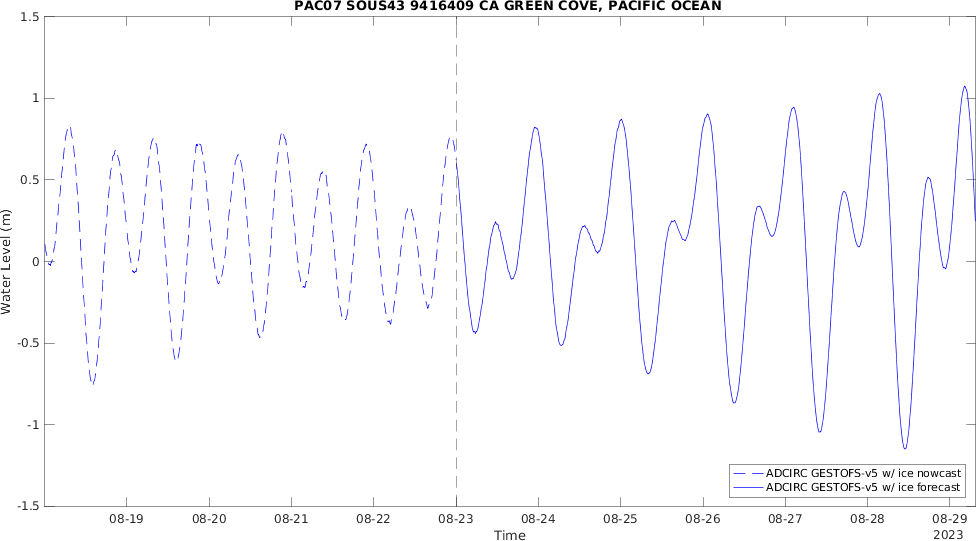 PAC07 SOUS43 9416409 CA GREEN COVE, PACIFIC OCEAN
1.5
1
0.5
0
-0.5
-1
-1.5
Water Level (m)
ADCIRC GESTOFS-v5 w/ ice nowcast
ADCIRC GESTOFS-v5 w/ ice forecast
08-19 08-20 08-21 08-22 08-23 08-24 08-25 08-26 08-27 08-28 08-29
Time
2023